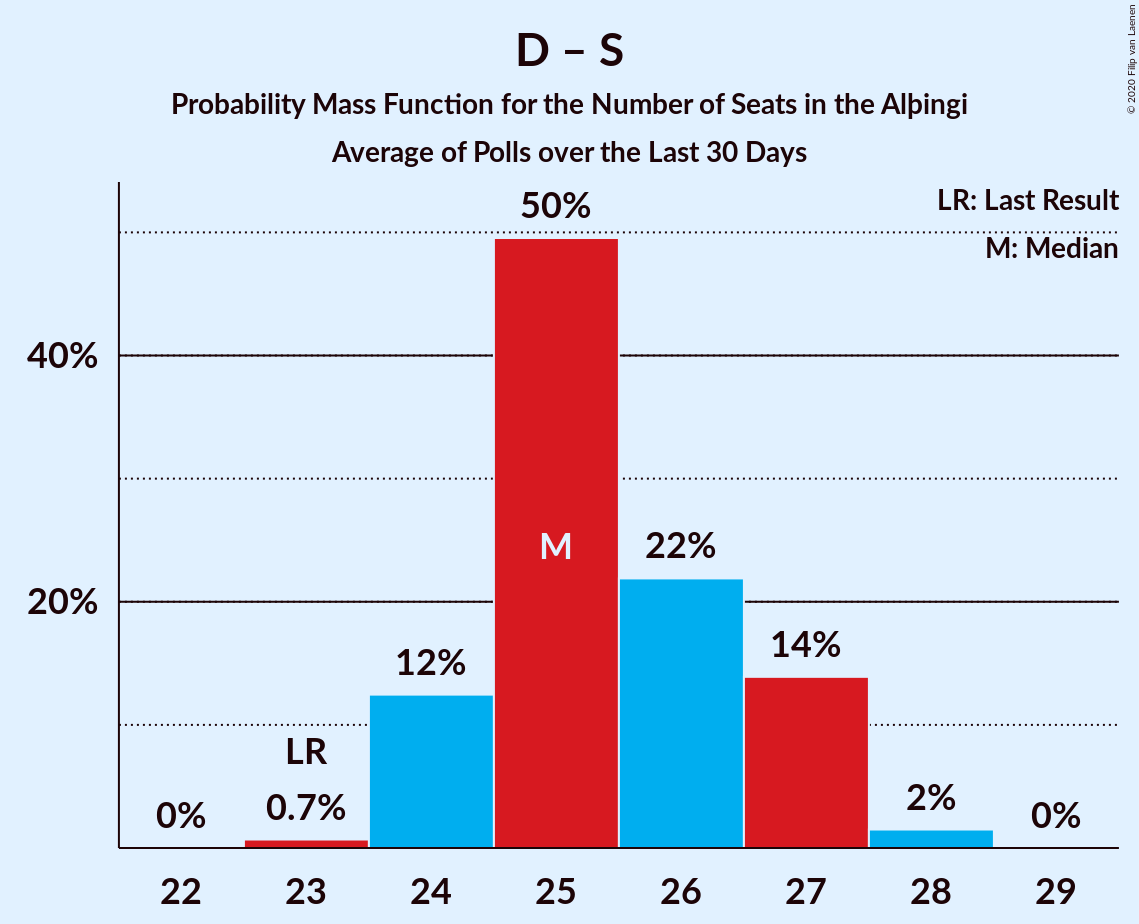 D – S
Probability Mass Function for the Number of Seats in the Alþingi
Average of Polls over the Last 30 Days
© 2020 Filip van Laenen
LR: Last Result
M: Median
50%
40%
M
22%
20%
14%
12%
LR
0.7%
2%
0%
0%
22 23 24 25 26 27 28 29